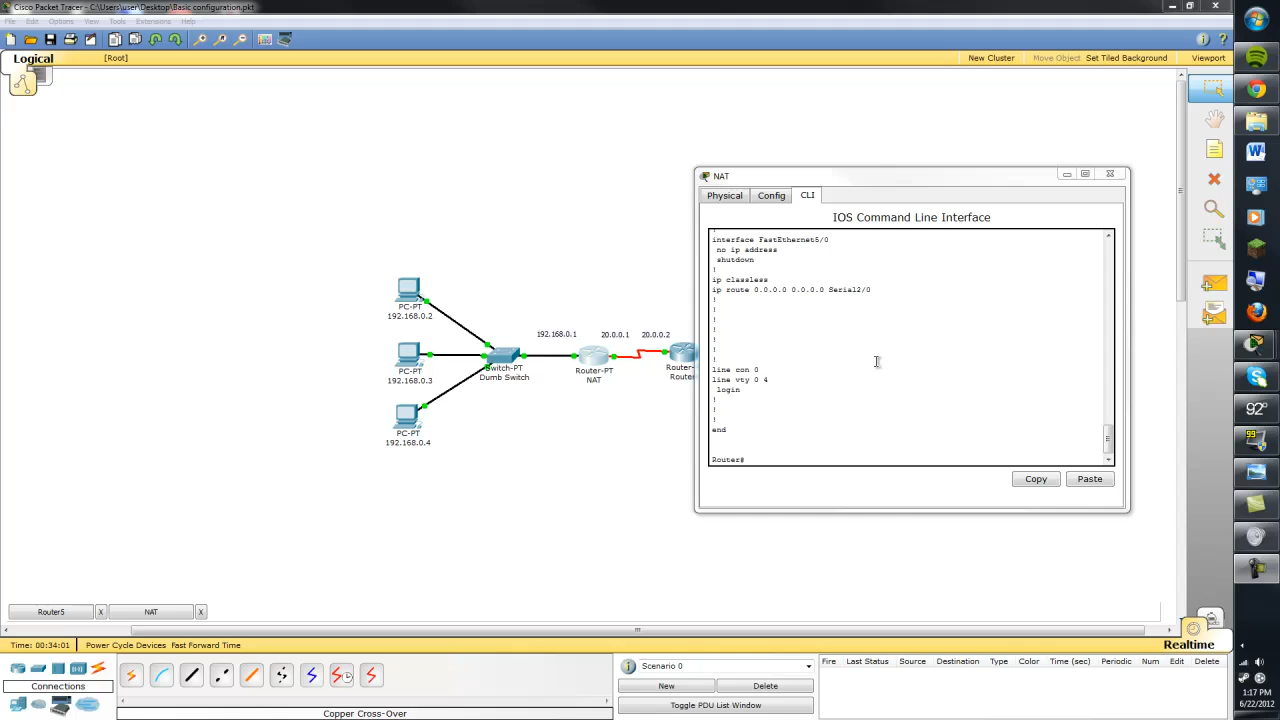 Cisco Packet Tracer - C:\Users\user\Desktop\Basic configuration.pkt
File Edit Options View Tools Extensions Help
Logical [Root] New Cluster Move Object Set Tiled Background Viewport
NAT
Physical Config CLI
IOS Command Line Interface
!
interface FastEthernet5/0
no ip address
shutdown
!
ip classless
ip route 0.0.0.0 0.0.0.0 Serial2/0
!
!
!
!
!
!
!
line con 0
line vty 0 4
login
!
!
!
end
Router#
Copy Paste
PC-PT
192.168.0.2
192.168.0.1 20.0.0.1 20.0.0.2
PC-PT
192.168.0.3
Switch-PT
Dumb Switch
Router-PT
NAT
Router-
Router
PC-PT
192.168.0.4
Router5 X NAT X
Time: 00:34:01 Power Cycle Devices Fast Forward Time Realtime
Connections
Copper Cross-Over
Scenario 0
New Delete
Toggle PDU List Window
Fire Last Status Source Destination Type Color Time (sec) Periodic Num Edit Delete
92°
99
1:17 PM
6/22/2012